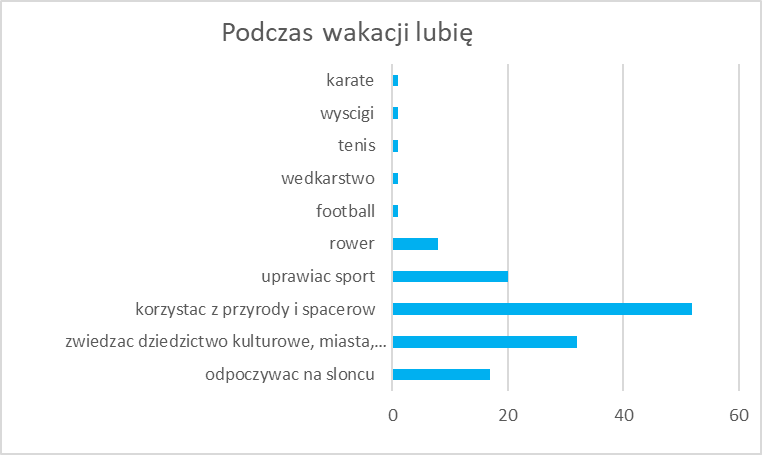 Podczas wakacji lubię
karate
wyscigi
tenis
wedkarstwo
football
rower
uprawiac sport
korzystac z przyrody i spacerow
zwiedzac dziedzictwo kulturowe, miasta,...
odpoczywac na sloncu
0 20 40 60